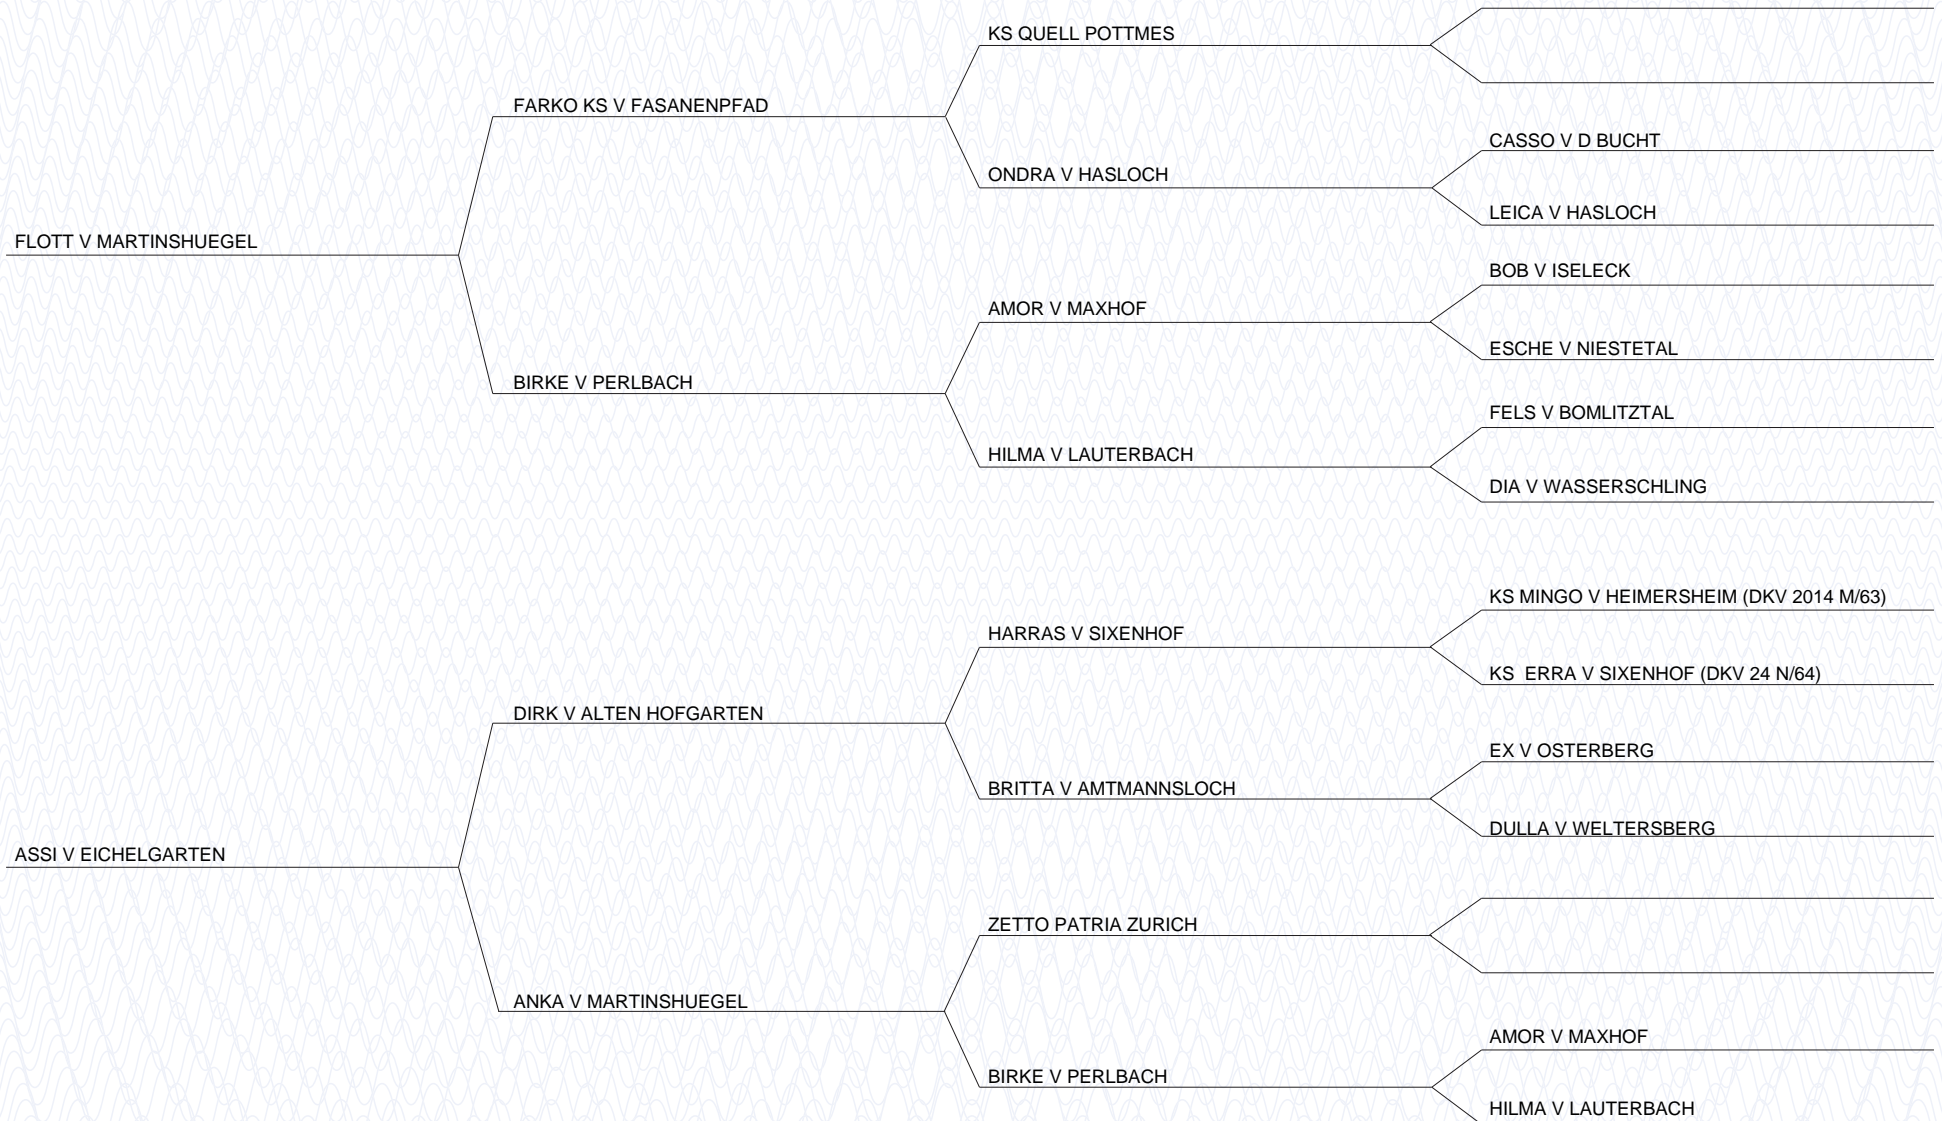 KS QUELL POTTMES
FARKO KS V FASANENPFAD
CASSO V D BUCHT
ONDRA V HASLOCH
LEICA V HASLOCH
FLOTT V MARTINSHUEGEL
BOB V ISELECK
AMOR V MAXHOF
ESCHE V NIESTETAL
BIRKE V PERLBACH
FELS V BOMLITZTAL
HILMA V LAUTERBACH
DIA V WASSERSCHLING
KS MINGO V HEIMERSHEIM (DKV 2014 M/63)
HARRAS V SIXENHOF
KS  ERRA V SIXENHOF (DKV 24 N/64)
DIRK V ALTEN HOFGARTEN
EX V OSTERBERG
BRITTA V AMTMANNSLOCH
DULLA V WELTERSBERG
ASSI V EICHELGARTEN
ZETTO PATRIA ZURICH
ANKA V MARTINSHUEGEL
AMOR V MAXHOF
BIRKE V PERLBACH
HILMA V LAUTERBACH